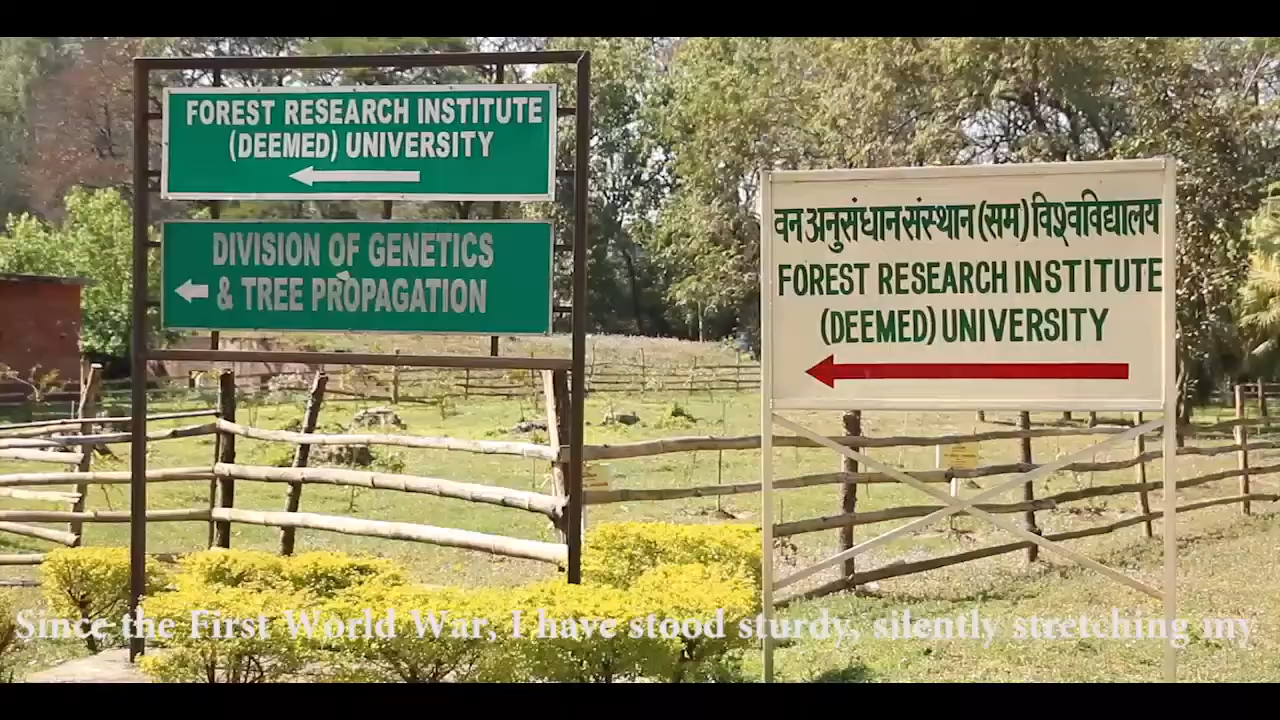 FOREST RESEARCH INSTITUTE
(DEEMED) UNIVERSITY
DIVISION OF GENETICS
& TREE PROPAGATION
वन अनुसंधान संस्थान (सम) विश्वविद्यालय
FOREST RESEARCH INSTITUTE
(DEEMED) UNIVERSITY
Since the First World War, I have stood sturdy, silently stretching my